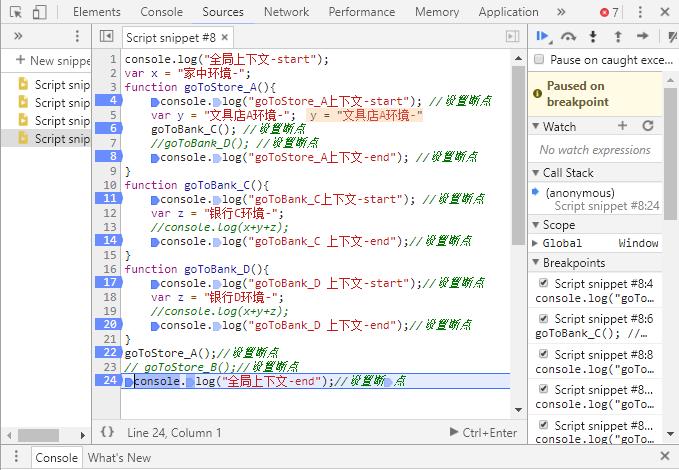 Elements Console Sources Network Performance Memory Application » 7
»
Script snippet #8 ×
New snippe
Script snip
Script snip
Script snip
Script snip
1 console.log("全局上下文-start");
2 var x = "家中环境-";
3 function goToStore_A(){
4 console.log("goToStore_A上下文-start"); //设置断点
5 var y = "文具店A环境-"; y = "文具店A环境-"
6 goToBank_C(); //设置断点
7 //goToBank_D(); //设置断点
8 console.log("goToStore_A上下文-end"); //设置断点
9 }
10 function goToBank_C(){
11 console.log("goToBank_C上下文-start"); //设置断点
12 var z = "银行C环境-";
13 //console.log(x+y+z);
14 console.log("goToBank_C 上下文-end");//设置断点
15 }
16 function goToBank_D(){
17 console.log("goToBank_D 上下文-start");//设置断点
18 var z = "银行D环境-";
19 //console.log(x+y+z);
20 console.log("goToBank_D 上下文-end");//设置断点
21 }
22 goToStore_A();//设置断点
23 // goToStore_B();//设置断点
24 console.log("全局上下文-end");//设置断点
{} Line 24, Column 1 Ctrl+Enter
Pause on caught exce...
Paused on
breakpoint
Watch
No watch expressions
Call Stack
(anonymous)
Script snippet #8:24
Scope
Global Window
Breakpoints
Script snippet #8:4
console.log("goTo...
Script snippet #8:6
goToBank_C(); //...
Script snippet #8:8
console.log("goTo...
Script snippet #8...
console.log("goTo...
Script snippet #8...
console.log("goTo...
Script snippet #8...
console.log("goTo...
Console What's New